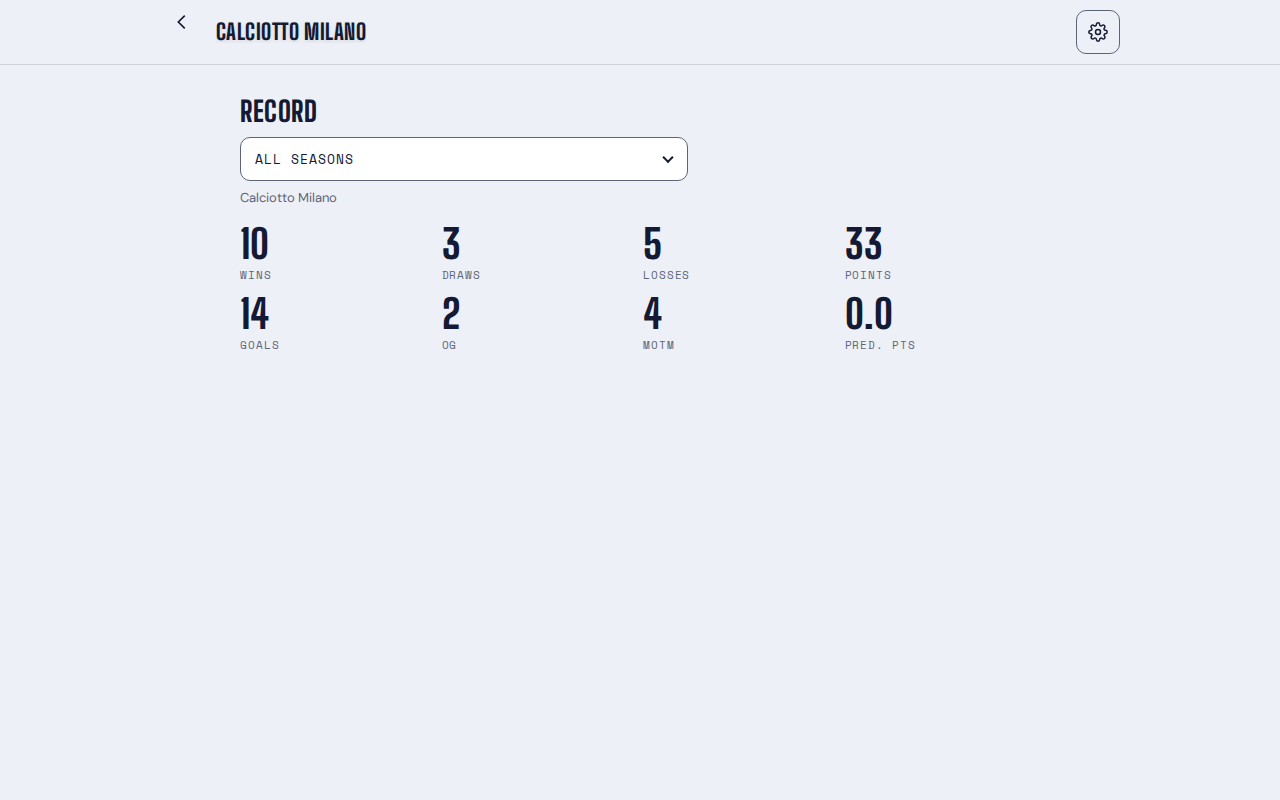 CALCIOTTO MILANO
RECORD
ALL SEASONS
Calciotto Milano
10 3 5 33
WINS DRAWS LOSSES POINTS
14 2 4 0.0
GOALS OG MOTM PRED. PTS